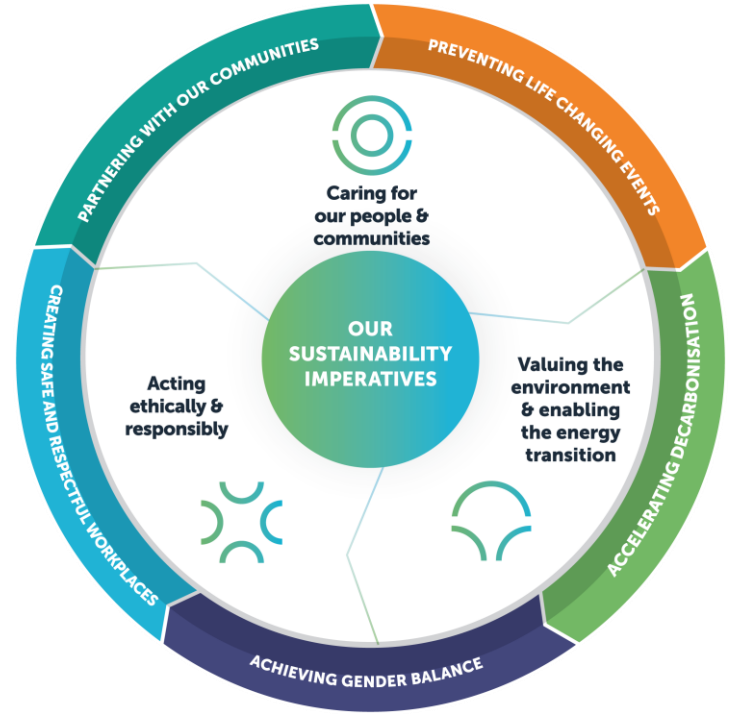 PARTNERING WITH OUR COMMUNITIES
PREVENTING LIFE CHANGING EVENTS
Caring for
our people &
communities
OUR
SUSTAINABILITY
IMPERATIVES
Acting
ethically &
responsibly
Valuing the
environment
& enabling
the energy
transition
CREATING SAFE AND RESPECTFUL WORKPLACES
ACCELERATING DECARBONISATION
ACHIEVING GENDER BALANCE